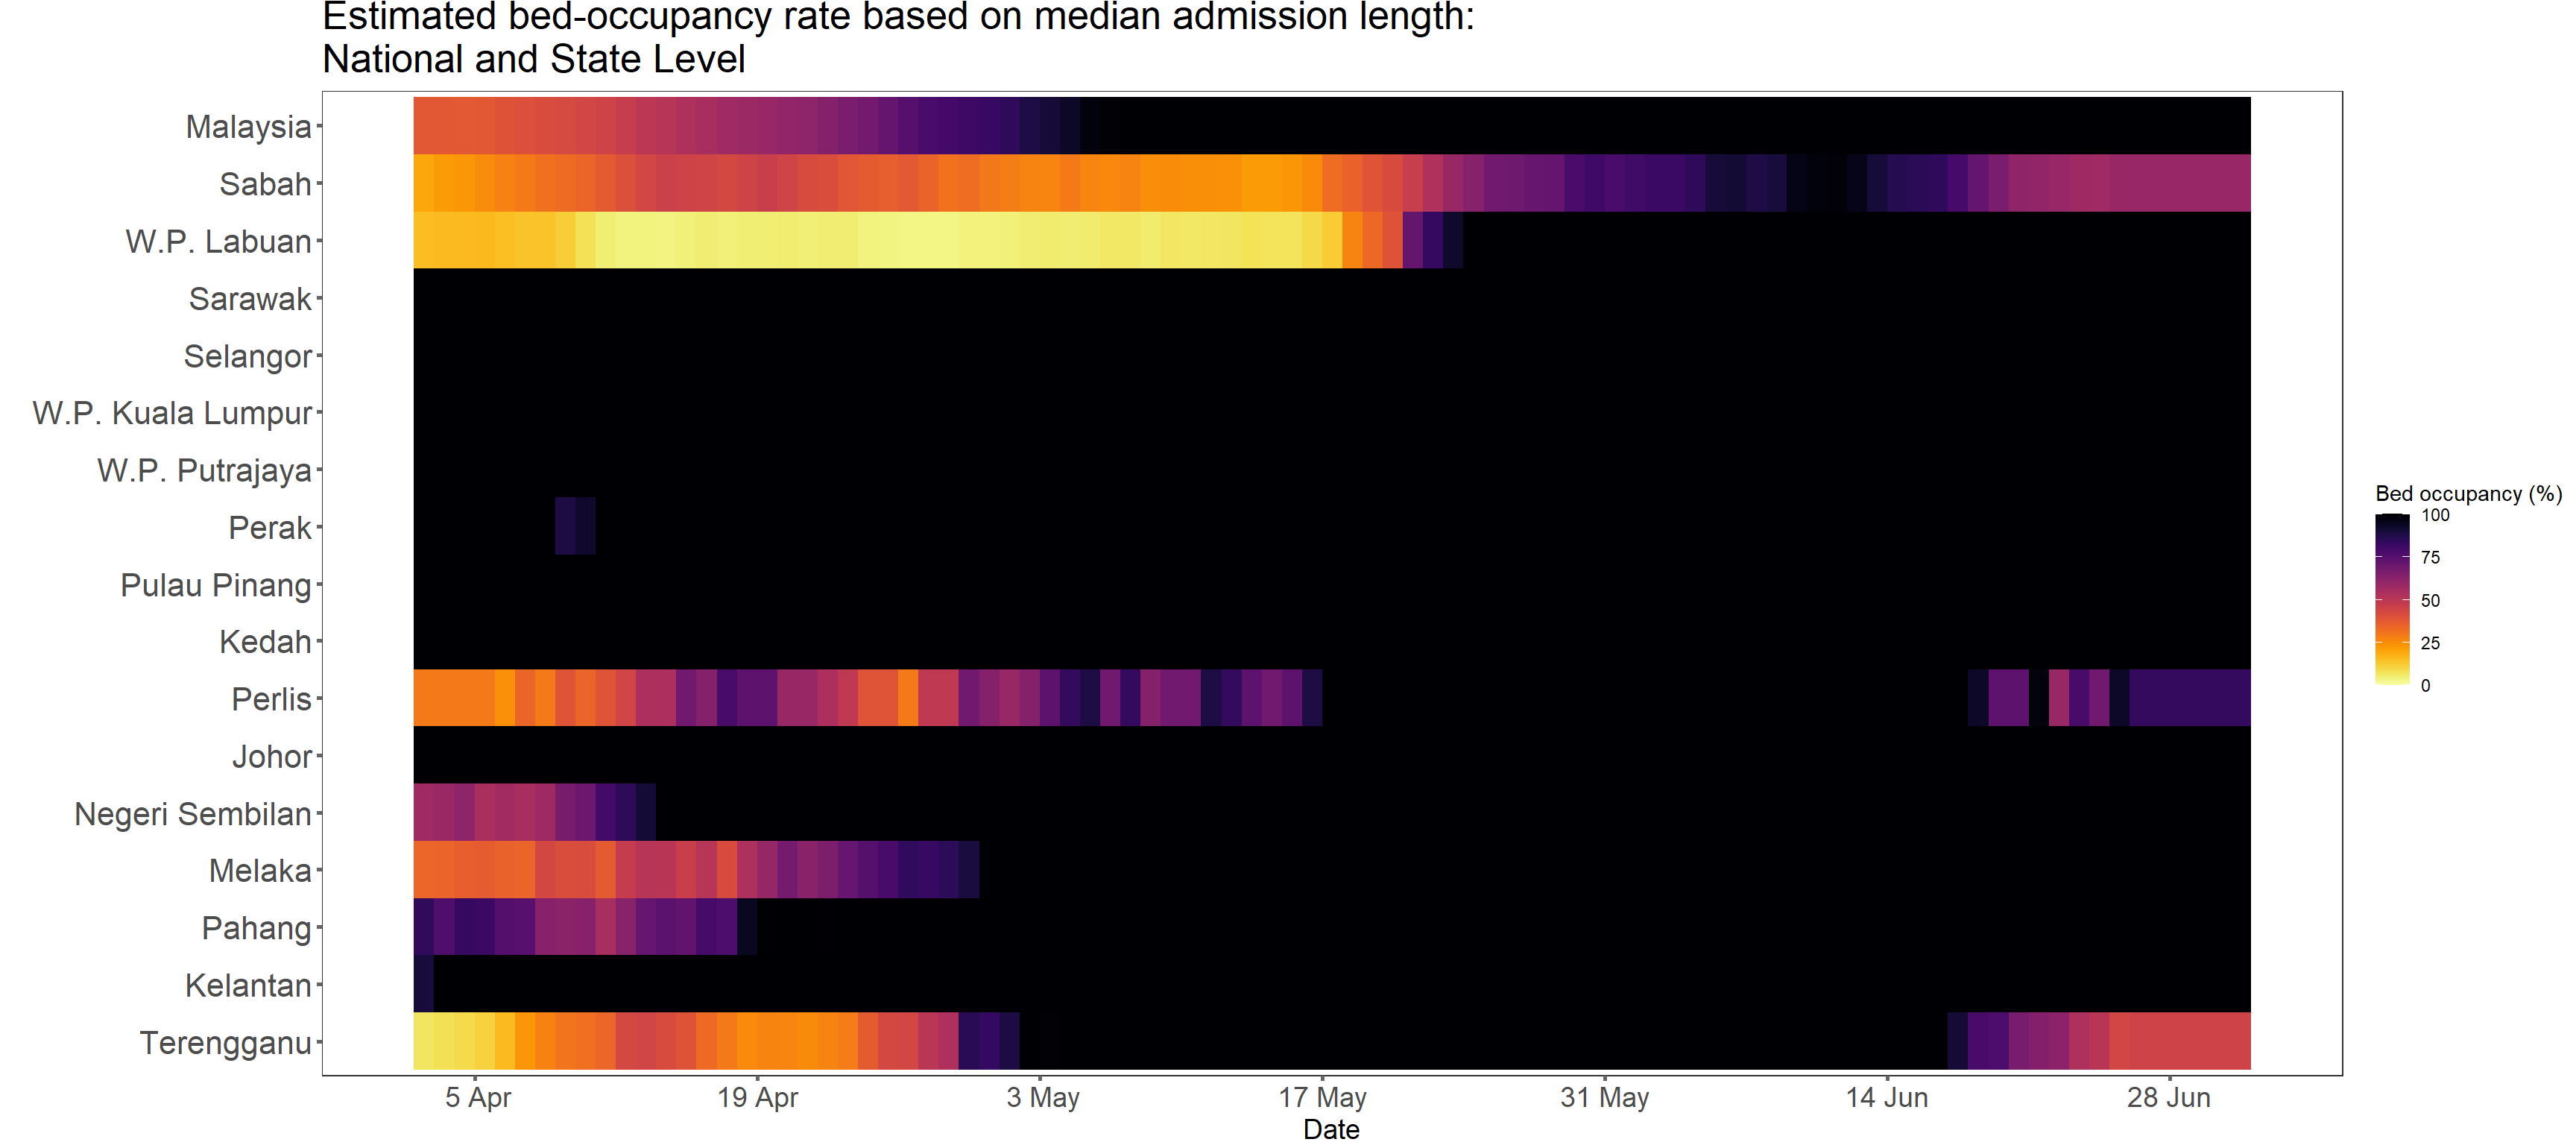 Estimated bed-occupancy rate based on median admission length:
National and State Level
Malaysia
Sabah
W.P. Labuan
Sarawak
Selangor
W.P. Kuala Lumpur
W.P. Putrajaya
Perak
Pulau Pinang
Kedah
Perlis
Johor
Negeri Sembilan
Melaka
Pahang
Kelantan
Terengganu
5 Apr
19 Apr
3 May
17 May
31 May
14 Jun
28 Jun
Date
Bed occupancy (%)
100
75
50
25
0